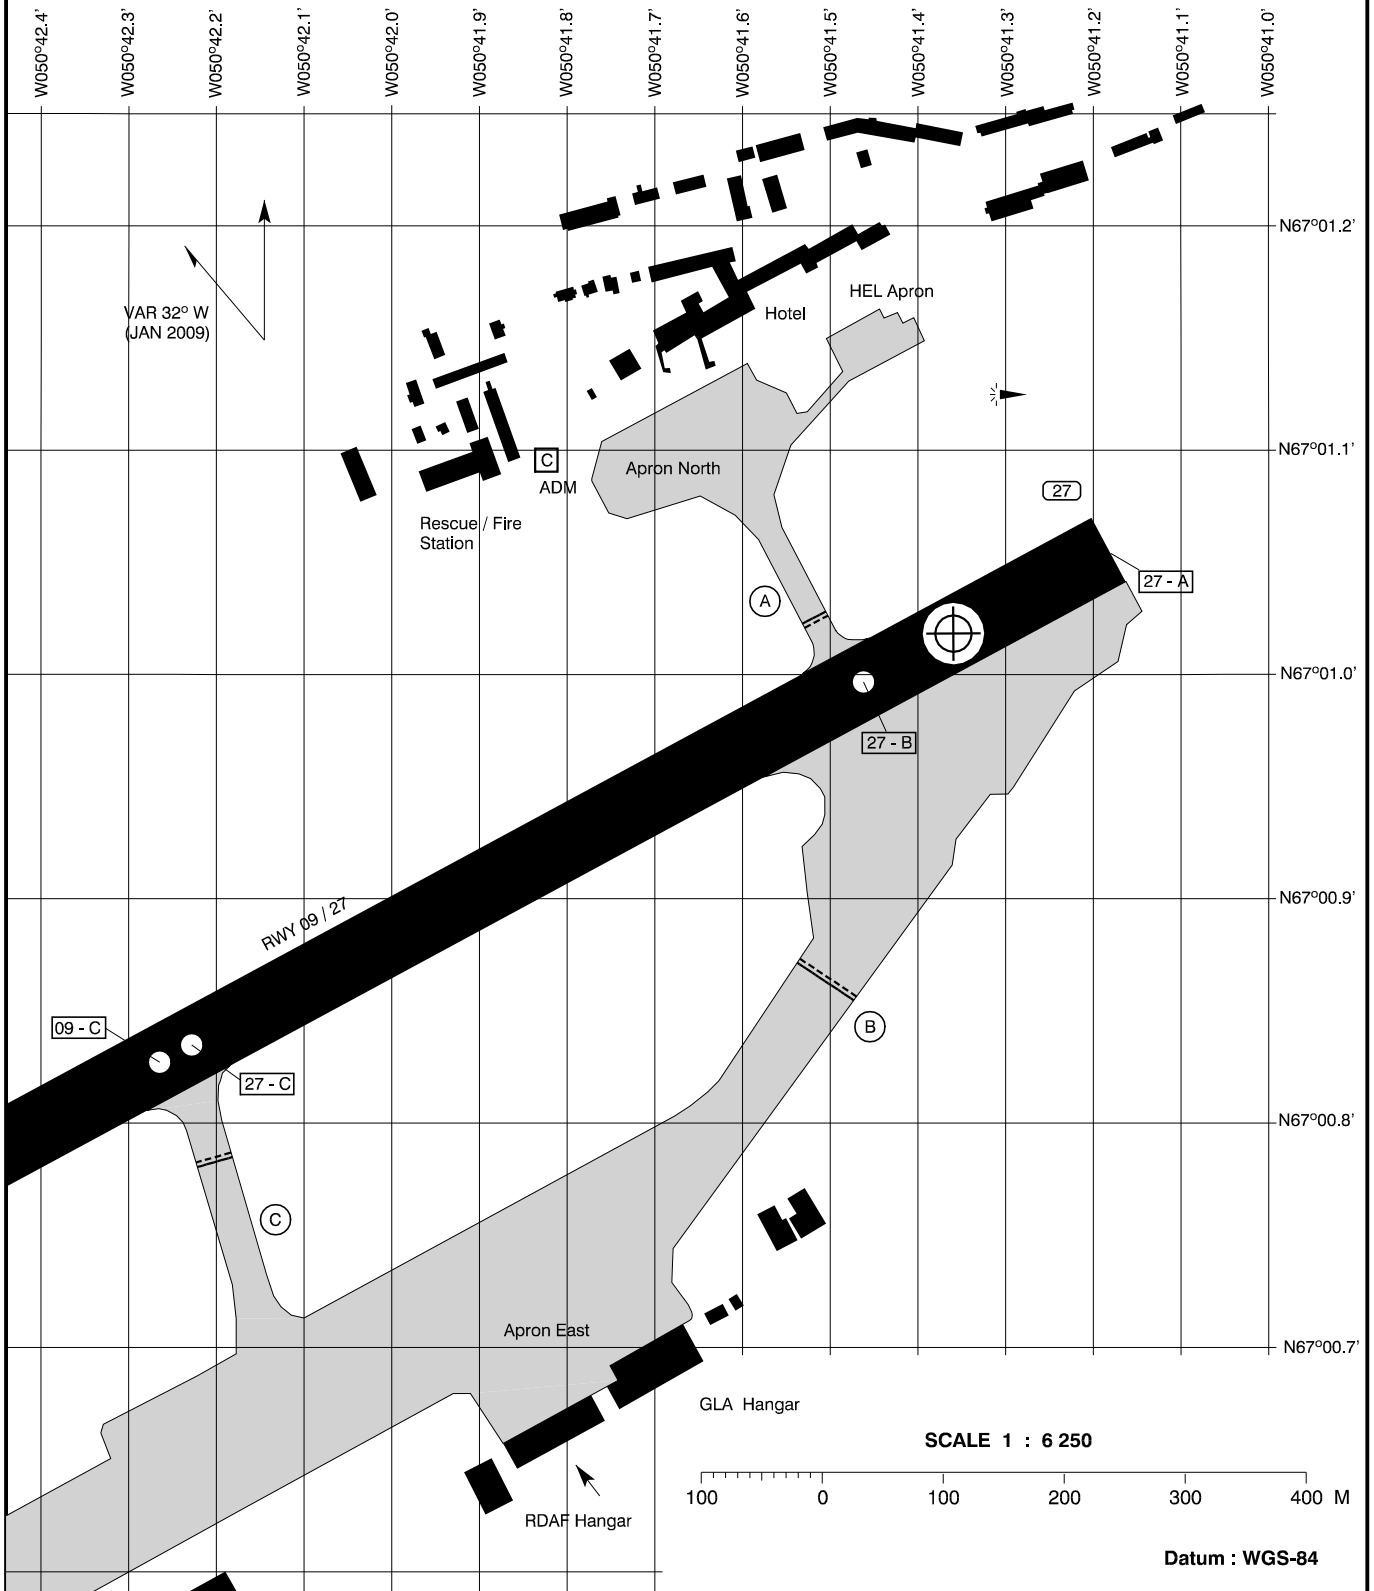 W050°42.4'
W050°42.3'
W050°42.2'
W050°42.1'
W050°42.0'
W050°41.9'
W050°41.8'
W050°41.7'
W050°41.6'
W050°41.5'
W050°41.4'
W050°41.3'
W050°41.2'
W050°41.1'
W050°41.0'
N67°01.2'
HEL Apron
VAR 32° W
(JAN 2009)
Hotel
N67°01.1'
C
Apron North
ADM
27
Rescue / Fire
Station
27 - A
A
N67°01.0'
27 - B
N67°00.9'
RWY 09 / 27
09 - C
B
27 - C
N67°00.8'
C
Apron East
N67°00.7'
GLA Hangar
SCALE 1 : 6 250
100 0 100 200 300 400 M
RDAF Hangar
Datum : WGS-84